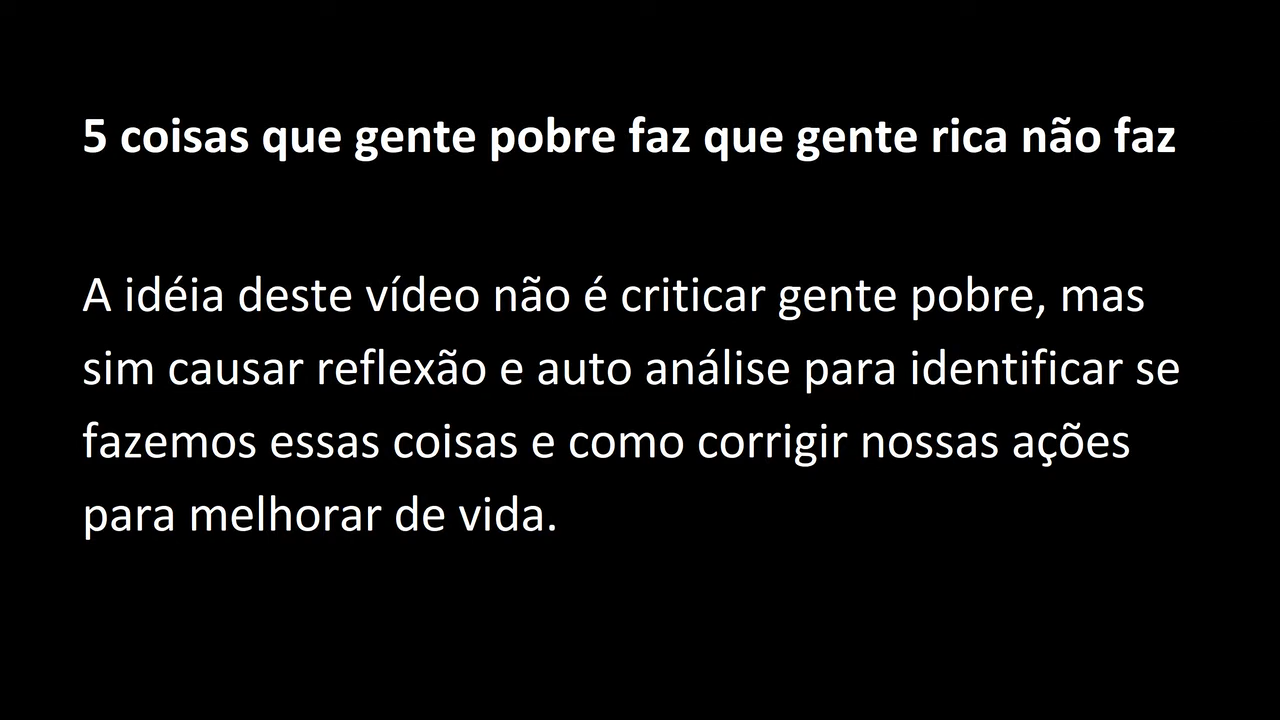 5 coisas que gente pobre faz que gente rica não faz
A idéia deste vídeo não é criticar gente pobre, mas
sim causar reflexão e auto análise para identificar se
fazemos essas coisas e como corrigir nossas ações
para melhorar de vida.